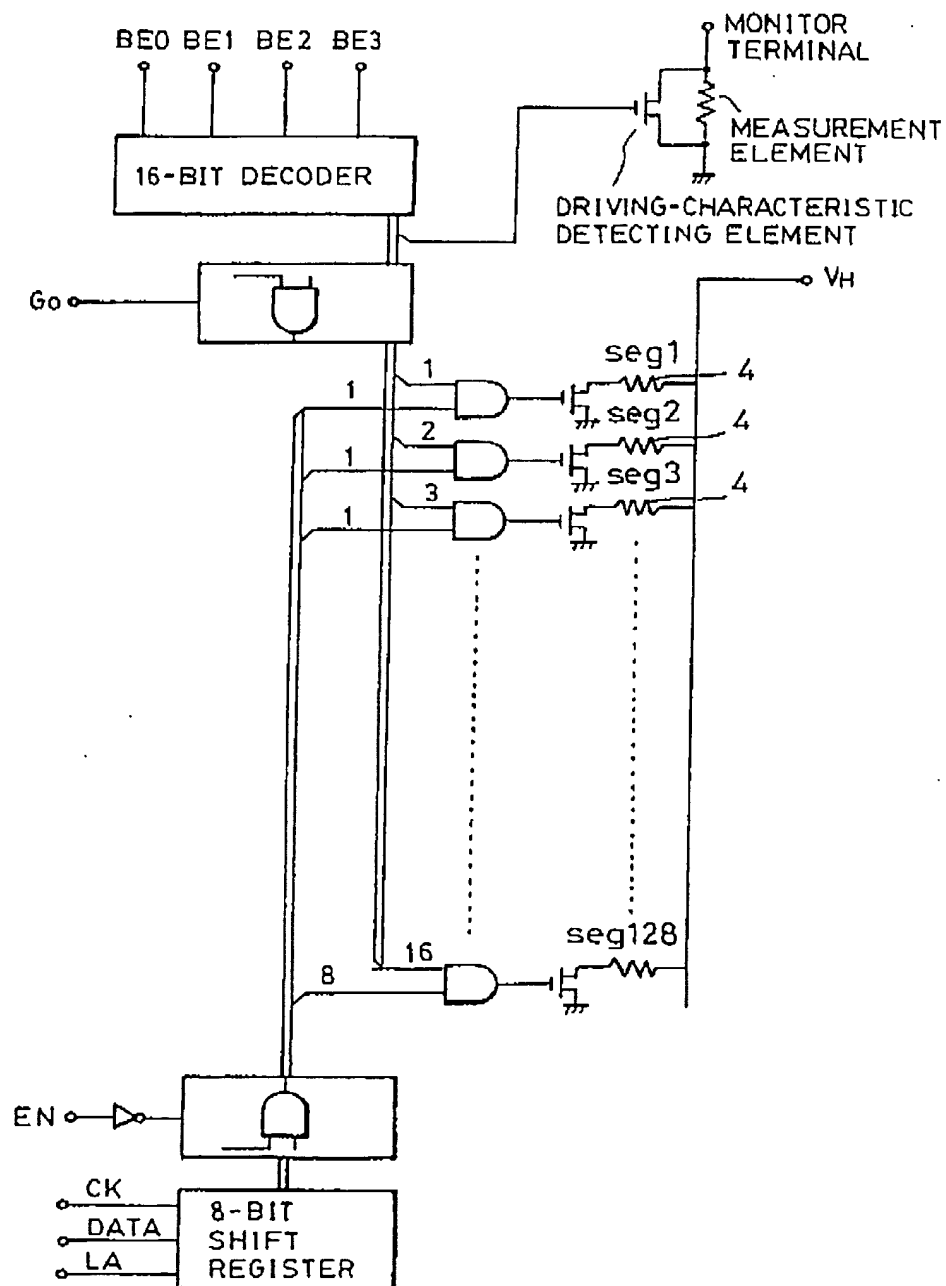 BE0 BE1 BE2 BE3
MONITOR
TERMINAL
MEASUREMENT
ELEMENT
16-BIT DECODER
DRIVING-CHARACTERISTIC
DETECTING ELEMENT
Go
VH
seg1
1
4
1
seg2
2
4
1
seg3
3
4
1
seg128
16
8
EN
CK
DATA
LA
8-BIT
SHIFT
REGISTER